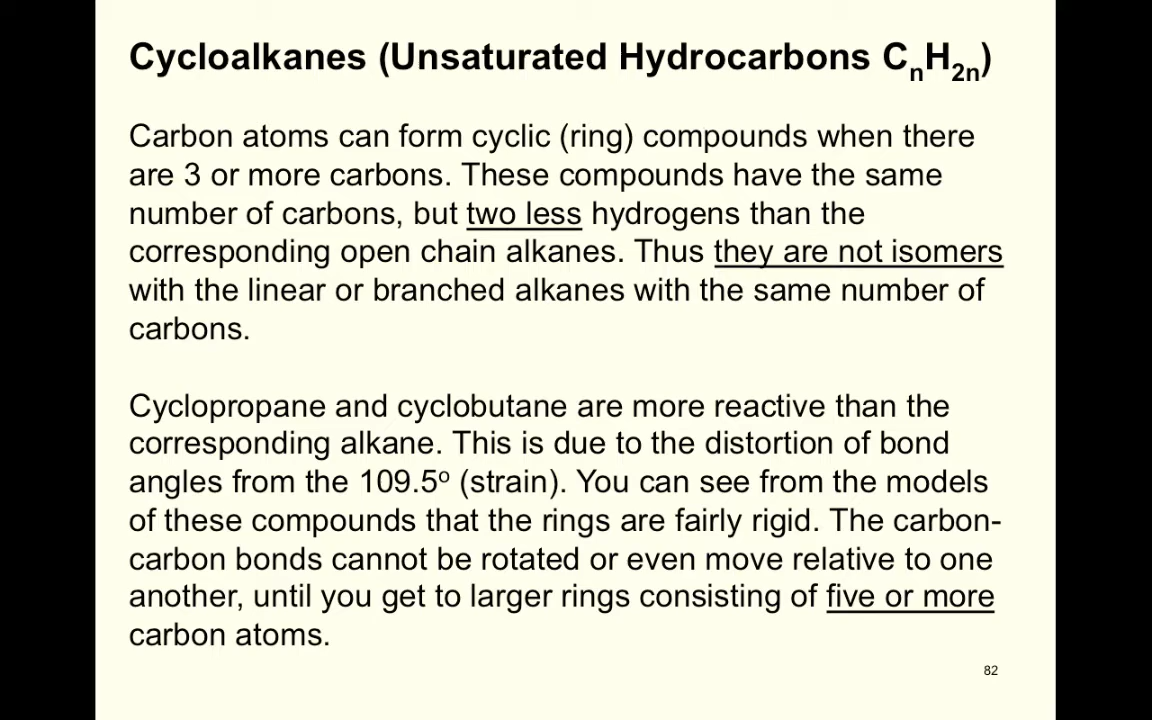 Cycloalkanes (Unsaturated Hydrocarbons CnH2n)
Carbon atoms can form cyclic (ring) compounds when there
are 3 or more carbons. These compounds have the same
number of carbons, but two less hydrogens than the
corresponding open chain alkanes. Thus they are not isomers
with the linear or branched alkanes with the same number of
carbons.
Cyclopropane and cyclobutane are more reactive than the
corresponding alkane. This is due to the distortion of bond
angles from the 109.5º (strain). You can see from the models
of these compounds that the rings are fairly rigid. The carbon-
carbon bonds cannot be rotated or even move relative to one
another, until you get to larger rings consisting of five or more
carbon atoms.
82